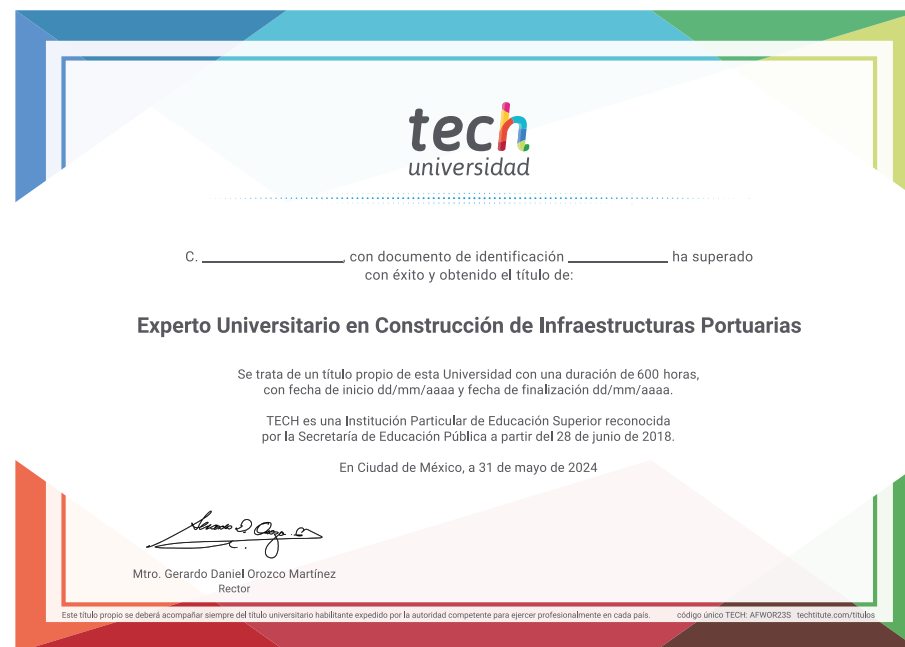 tech
universidad
C. ____________, con documento de identificación ____________ ha superado
con éxito y obtenido el título de:
Experto Universitario en Construcción de Infraestructuras Portuarias
Se trata de un título propio de esta Universidad con una duración de 600 horas,
con fecha de inicio dd/mm/aaaa y fecha de finalización dd/mm/aaaa.
TECH es una Institución Particular de Educación Superior reconocida
por la Secretaría de Educación Pública a partir del 28 de junio de 2018.
En Ciudad de México, a 31 de mayo de 2024
Mtro. Gerardo Daniel Orozco Martínez
Rector
Este título propio se deberá acompañar siempre del título universitario habilitante expedido por la autoridad competente para ejercer profesionalmente en cada país. código único TECH: AFWOR23S techtitute.com/titulos